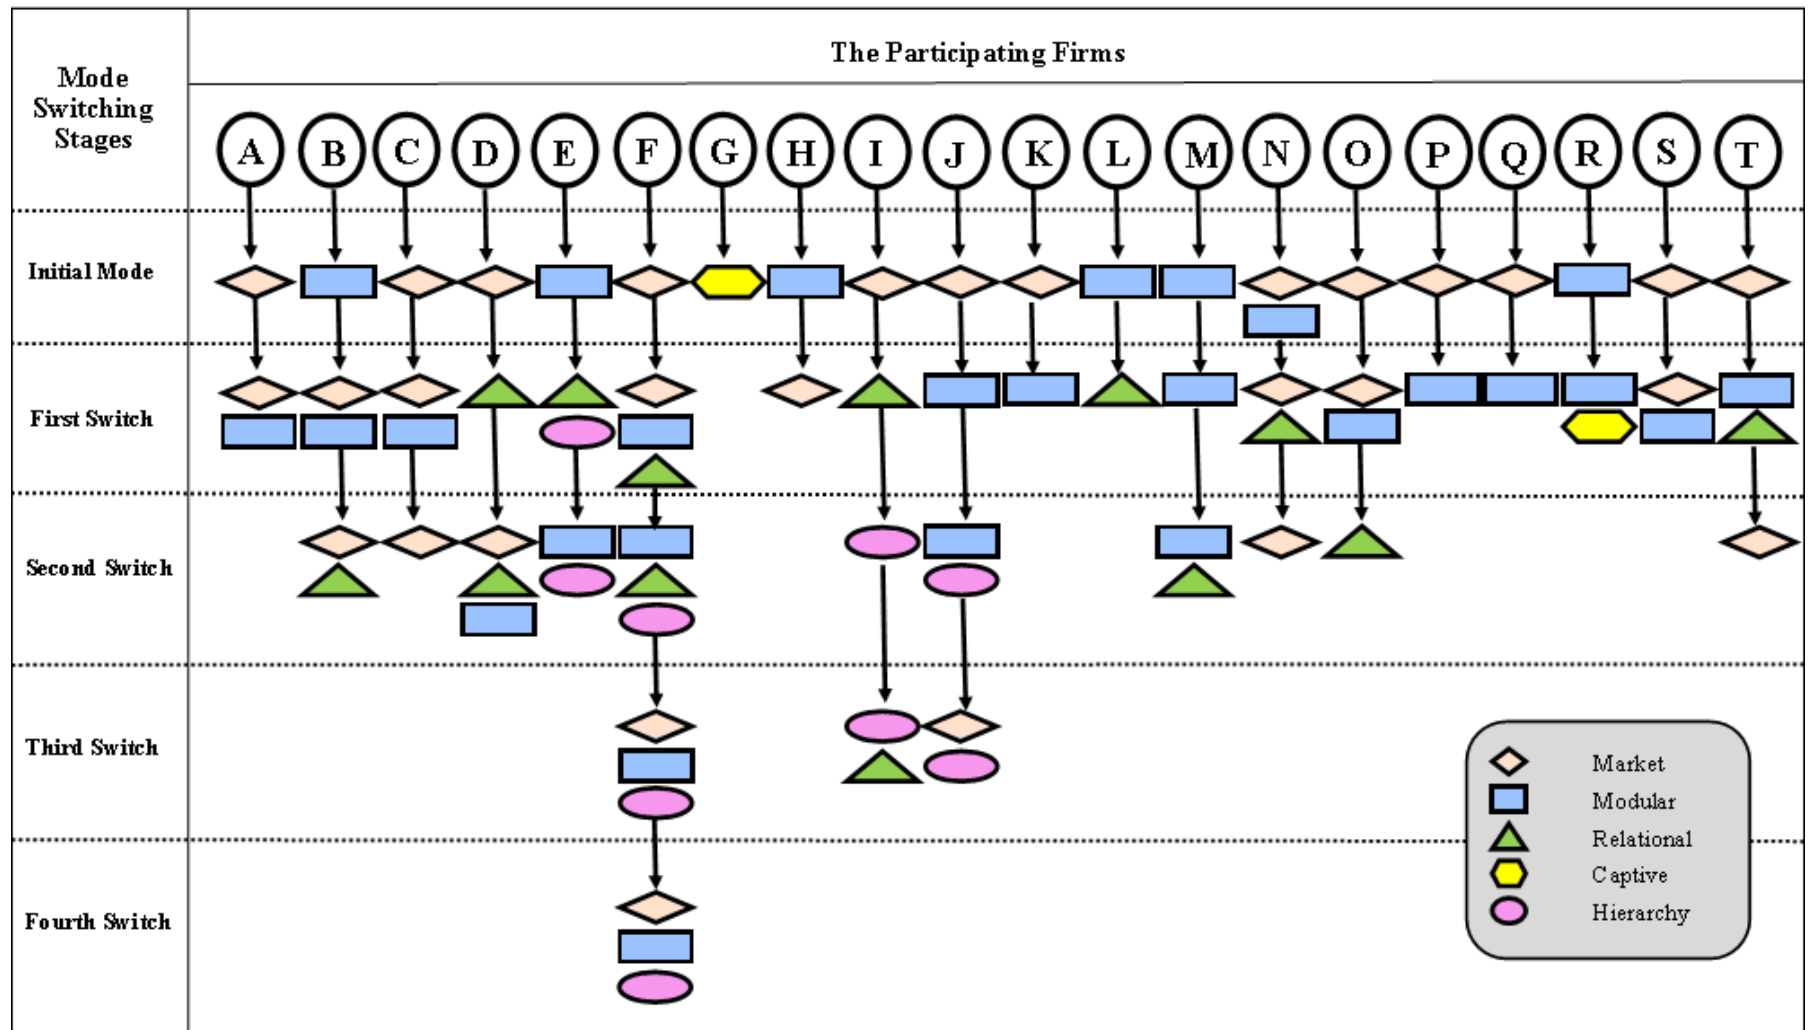 The Participating Firms
Mode
Switching
Stages
A B C D E F G H I J K L M N O P Q R S T
Initial Mode
First Switch
Second Switch
Third Switch
Fourth Switch
Market
Modular
Relational
Captive
Hierarchy